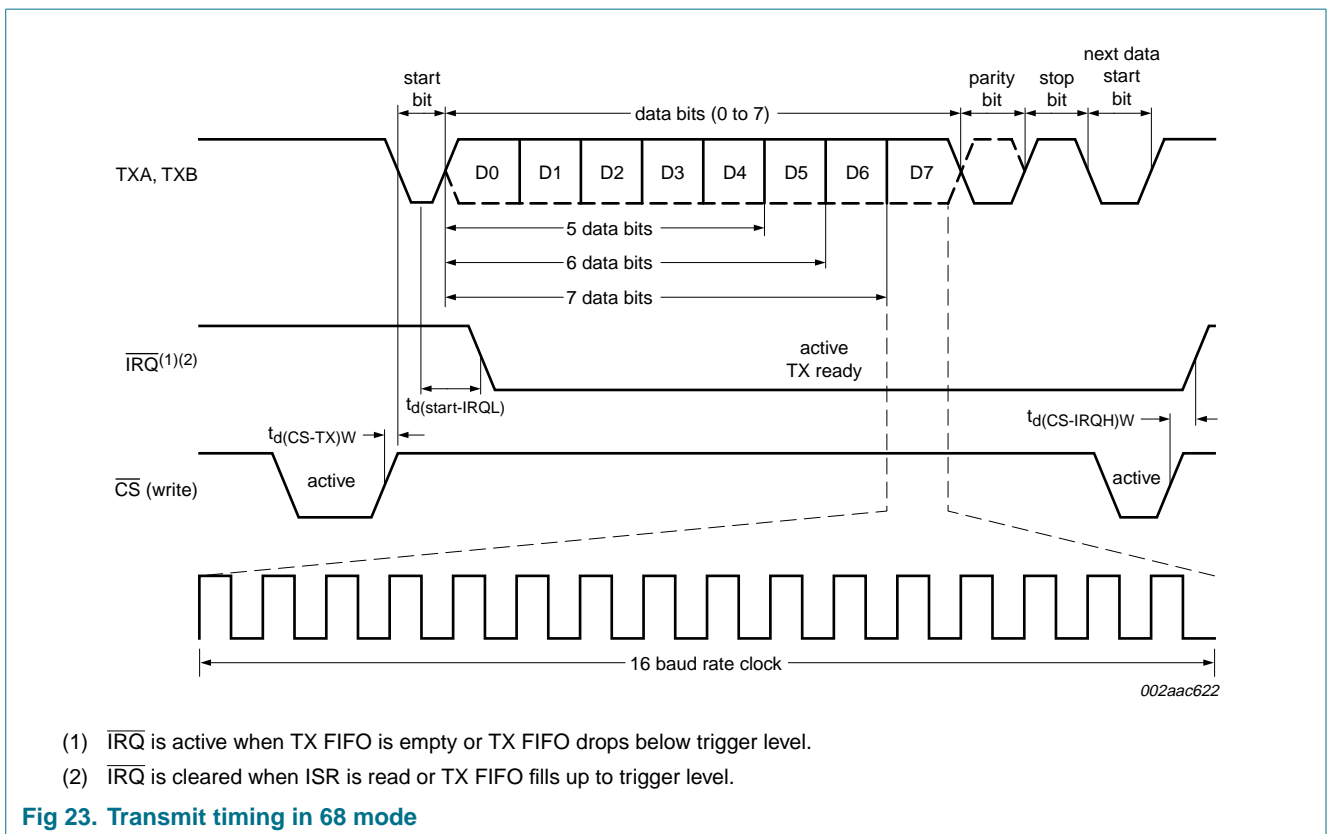 next data
start
bit
start
bit
parity
bit
stop
bit
data bits (0 to 7)
TXA, TXB
D0 D1 D2 D3 D4 D5 D6 D7
5 data bits
6 data bits
7 data bits
IRQ(1)(2)
active
TX ready
td(start-IRQL)
td(CS-TX)W
td(CS-IRQH)W
CS (write)
active
active
16 baud rate clock
002aac622
(1) IRQ is active when TX FIFO is empty or TX FIFO drops below trigger level.
(2) IRQ is cleared when ISR is read or TX FIFO fills up to trigger level.
Fig 23. Transmit timing in 68 mode